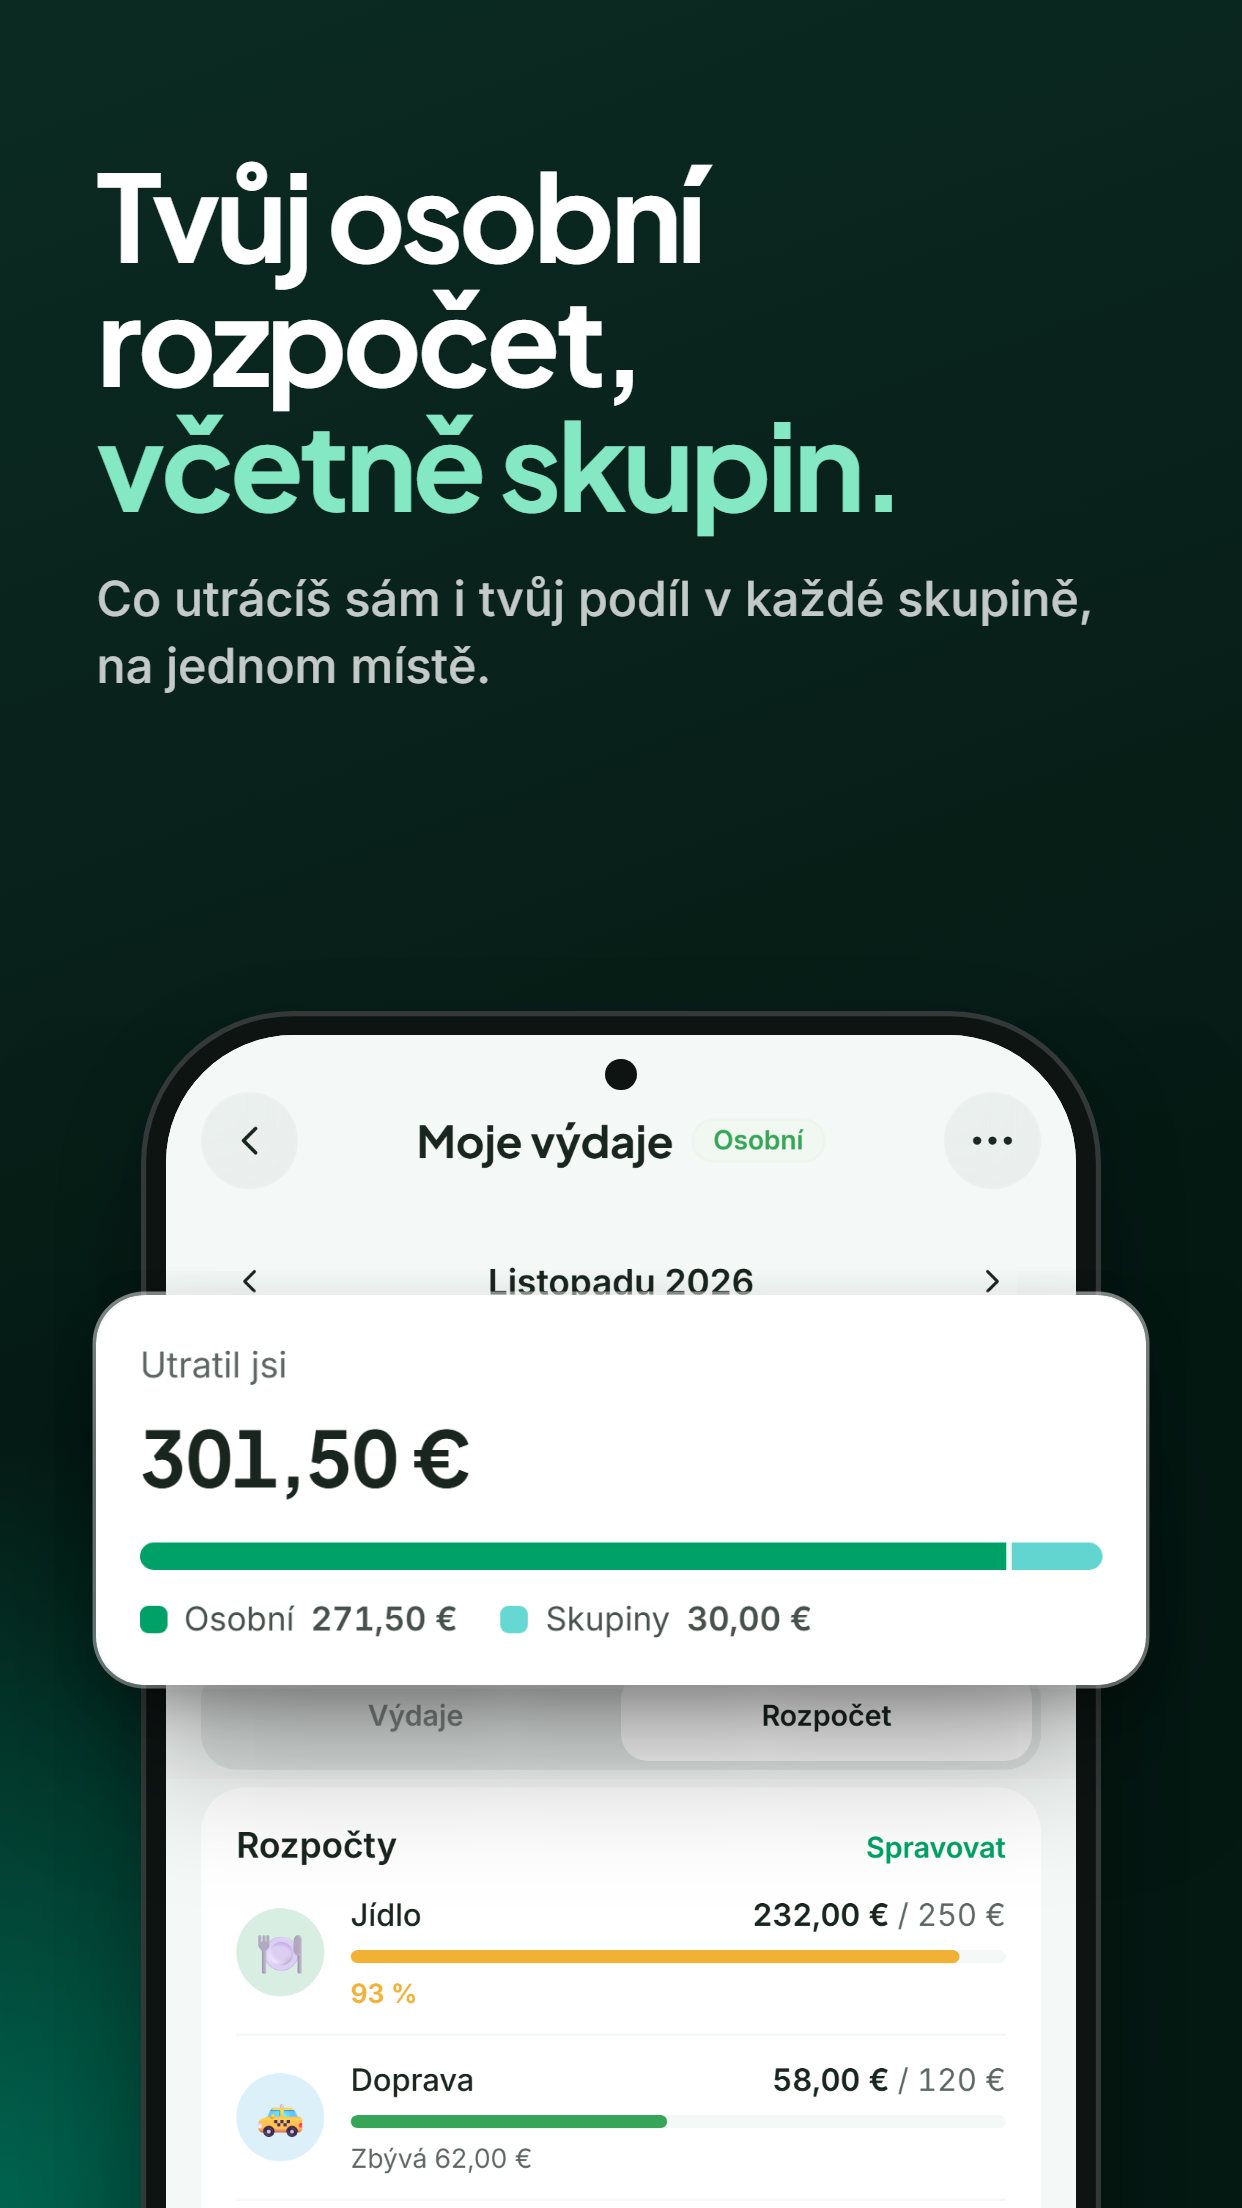 Tvůj osobní
rozpočet,
včetně skupin.
Co utrácíš sám i tvůj podíl v každé skupině,
na jednom místě.
Moje výdaje Osobní
Listopadu 2026
Utratil jsi
301,50 €
Osobní 271,50 € Skupiny 30,00 €
Výdaje Rozpočet
Rozpočty Spravovat
Jídlo 232,00 € / 250 €
93 %
Doprava 58,00 € / 120 €
Zbývá 62,00 €